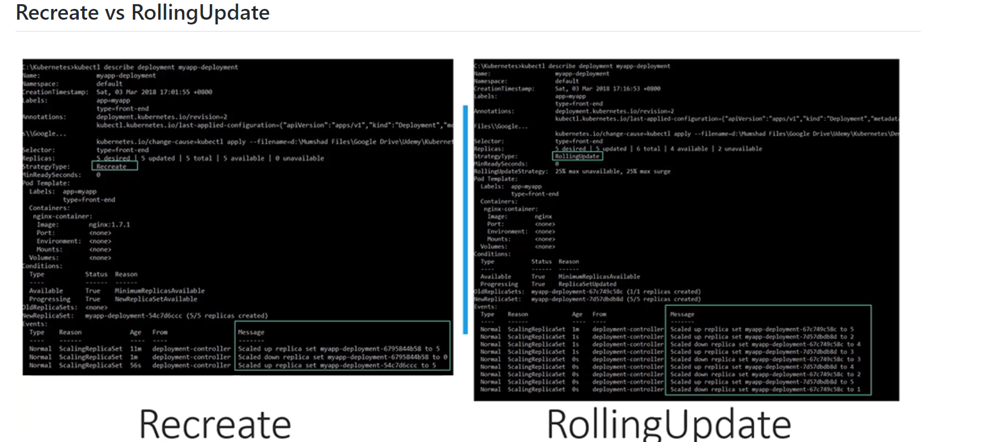 Recreate vs RollingUpdate
C:\Kubernetes>kubectl describe deployment myapp-deployment
Name: myapp-deployment
Namespace: default
CreationTimestamp: Sat, 03 Mar 2018 17:01:55 +0800
Labels: app=myapp
type=front-end
Annotations: deployment.kubernetes.io/revision=2
kubectl.kubernetes.io/last-applied-configuration={"apiVersion":"apps/v1","kind":"Deployment","me
s\\Google...
kubernetes.io/change-cause=kubectl apply --filename=d:\Mumshad Files\Google Drive\Udemy\Kubernet
Selector: type=front-end
Replicas: 5 desired | 5 updated | 5 total | 5 available | 0 unavailable
StrategyType: Recreate
MinReadySeconds: 0
Pod Template:
Labels: app=myapp
type=front-end
Containers:
nginx-container:
Image: nginx:1.7.1
Port: <none>
Environment: <none>
Mounts: <none>
Volumes: <none>
Conditions:
Type Status Reason
---- ------ ------
Available True MinimumReplicasAvailable
Progressing True NewReplicaSetAvailable
OldReplicaSets: <none>
NewReplicaSet: myapp-deployment-54c7d6ccc (5/5 replicas created)
Events:
Type Reason Age From Message
---- ------ ---- ---- -------
Normal ScalingReplicaSet 11m deployment-controller Scaled up replica set myapp-deployment-6795844b58 to 5
Normal ScalingReplicaSet 1m deployment-controller Scaled down replica set myapp-deployment-6795844b58 to 0
Normal ScalingReplicaSet 56s deployment-controller Scaled up replica set myapp-deployment-54c7d6ccc to 5
Recreate
C:\Kubernetes>kubectl describe deployment myapp-deployment
Name: myapp-deployment
Namespace: default
CreationTimestamp: Sat, 03 Mar 2018 17:16:53 +0800
Labels: app=myapp
type=front-end
Annotations: deployment.kubernetes.io/revision=2
kubectl.kubernetes.io/last-applied-configuration={"apiVersion":"apps/v1","kind":"Deployment","metadat
Files\\Google...
kubernetes.io/change-cause=kubectl apply --filename=d:\Mumshad Files\Google Drive\Udemy\Kubernetes\De
Selector: type=front-end
Replicas: 5 desired | 5 updated | 6 total | 4 available | 2 unavailable
StrategyType: RollingUpdate
MinReadySeconds: 0
RollingUpdateStrategy: 25% max unavailable, 25% max surge
Pod Template:
Labels: app=myapp
type=front-end
Containers:
nginx-container:
Image: nginx
Port: <none>
Environment: <none>
Mounts: <none>
Volumes: <none>
Conditions:
Type Status Reason
---- ------ ------
Available True MinimumReplicasAvailable
Progressing True ReplicaSetUpdated
OldReplicaSets: myapp-deployment-67c749c58c (1/1 replicas created)
NewReplicaSet: myapp-deployment-7d57dbdb8d (5/5 replicas created)
Events:
Type Reason Age From Message
---- ------ ---- ---- -------
Normal ScalingReplicaSet 1m deployment-controller Scaled up replica set myapp-deployment-67c749c58c to 5
Normal ScalingReplicaSet 1s deployment-controller Scaled up replica set myapp-deployment-7d57dbdb8d to 2
Normal ScalingReplicaSet 1s deployment-controller Scaled down replica set myapp-deployment-67c749c58c to 4
Normal ScalingReplicaSet 1s deployment-controller Scaled up replica set myapp-deployment-7d57dbdb8d to 3
Normal ScalingReplicaSet 0s deployment-controller Scaled down replica set myapp-deployment-67c749c58c to 3
Normal ScalingReplicaSet 0s deployment-controller Scaled up replica set myapp-deployment-7d57dbdb8d to 4
Normal ScalingReplicaSet 0s deployment-controller Scaled down replica set myapp-deployment-67c749c58c to 2
Normal ScalingReplicaSet 0s deployment-controller Scaled up replica set myapp-deployment-7d57dbdb8d to 5
Normal ScalingReplicaSet 0s deployment-controller Scaled down replica set myapp-deployment-67c749c58c to 1
RollingUpdate